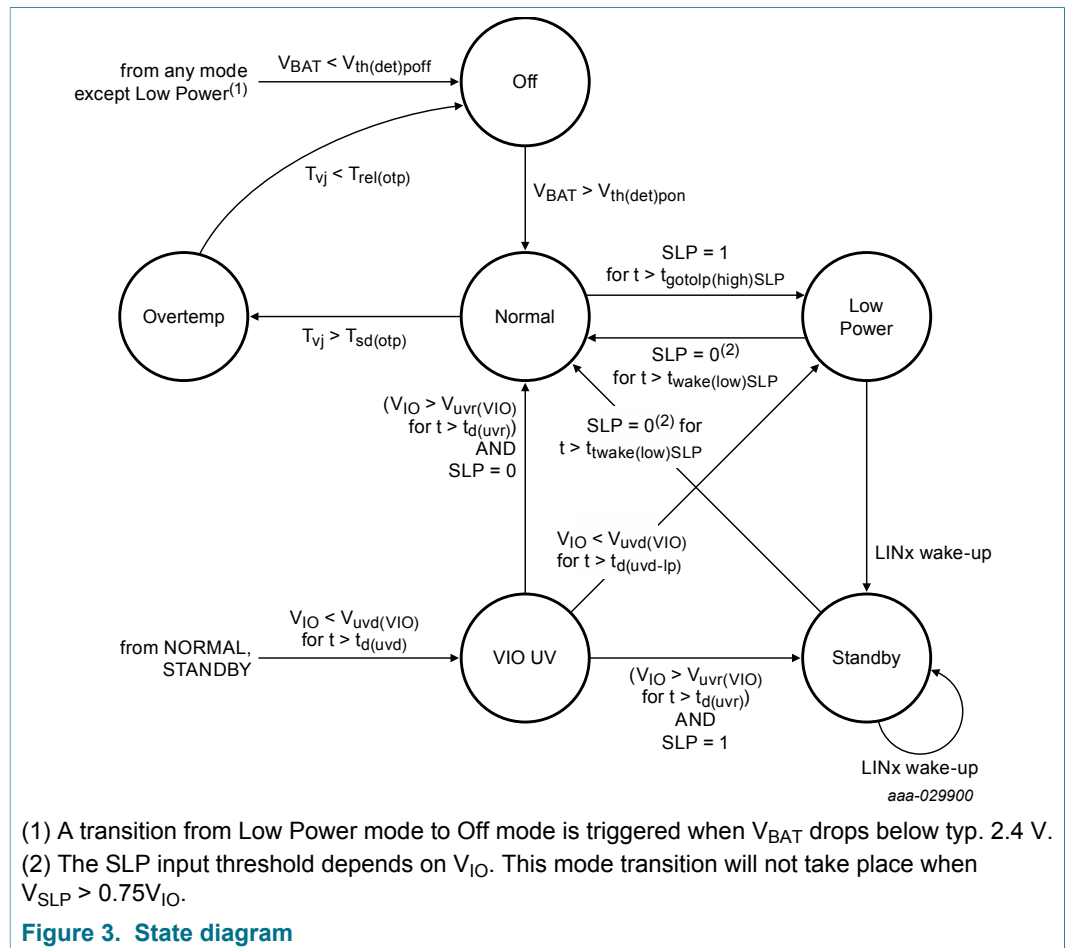 from any mode
except Low Power(1)
VBAT < Vth(det)poff
Off
Tvj < Trel(otp)
VBAT > Vth(det)pon
Overtemp
Tvj > Tsd(otp)
Normal
SLP = 1
for t > tgotolp(high)SLP
Low
Power
SLP = 0(2)
for t > twake(low)SLP
(VIO > Vuvr(VIO)
for t > td(uvr))
AND
SLP = 0
SLP = 0(2) for
t > ttwake(low)SLP
VIO < Vuvd(VIO)
for t > td(uvd-lp)
LINx wake-up
from NORMAL,
STANDBY
VIO < Vuvd(VIO)
for t > td(uvd)
VIO UV
(VIO > Vuvr(VIO)
for t > td(uvr))
AND
SLP = 1
Standby
LINx wake-up
aaa-029900
(1) A transition from Low Power mode to Off mode is triggered when VBAT drops below typ. 2.4 V.
(2) The SLP input threshold depends on VIO. This mode transition will not take place when
VSLP > 0.75VIO.
Figure 3. State diagram